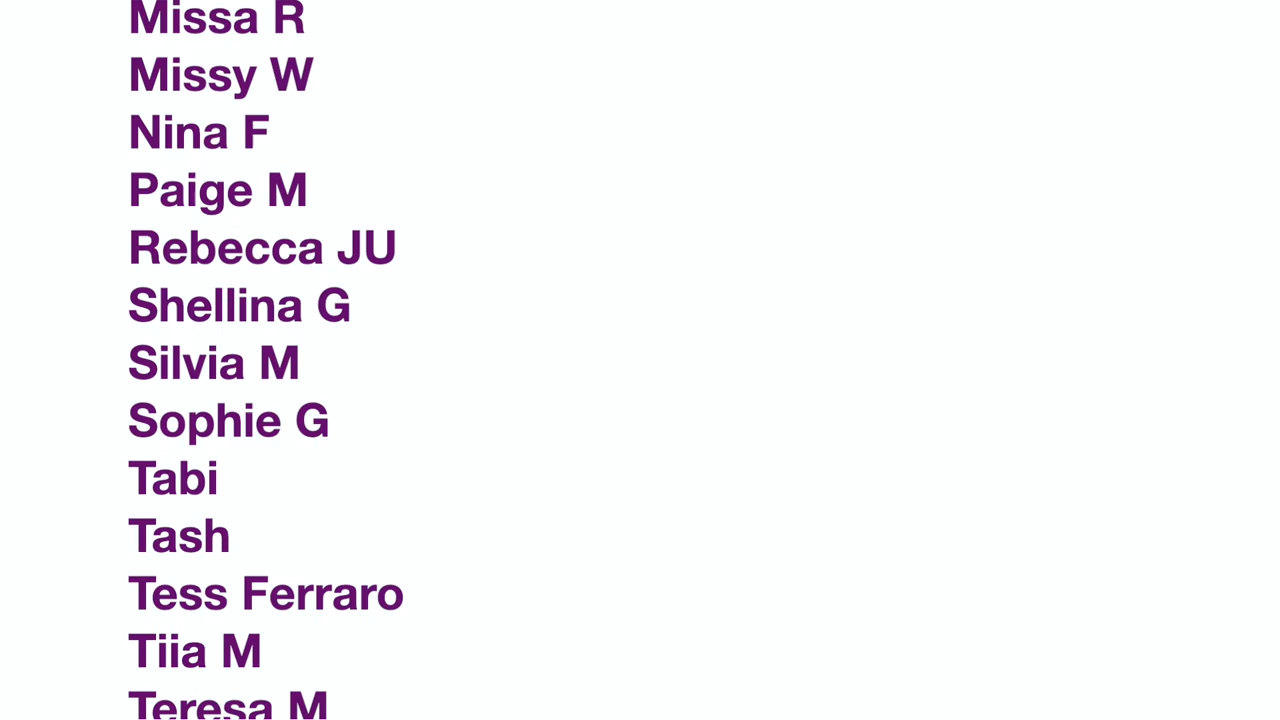 Missa R
Missy W
Nina F
Paige M
Rebecca JU
Shellina G
Silvia M
Sophie G
Tabi
Tash
Tess Ferraro
Tiia M
Teresa M